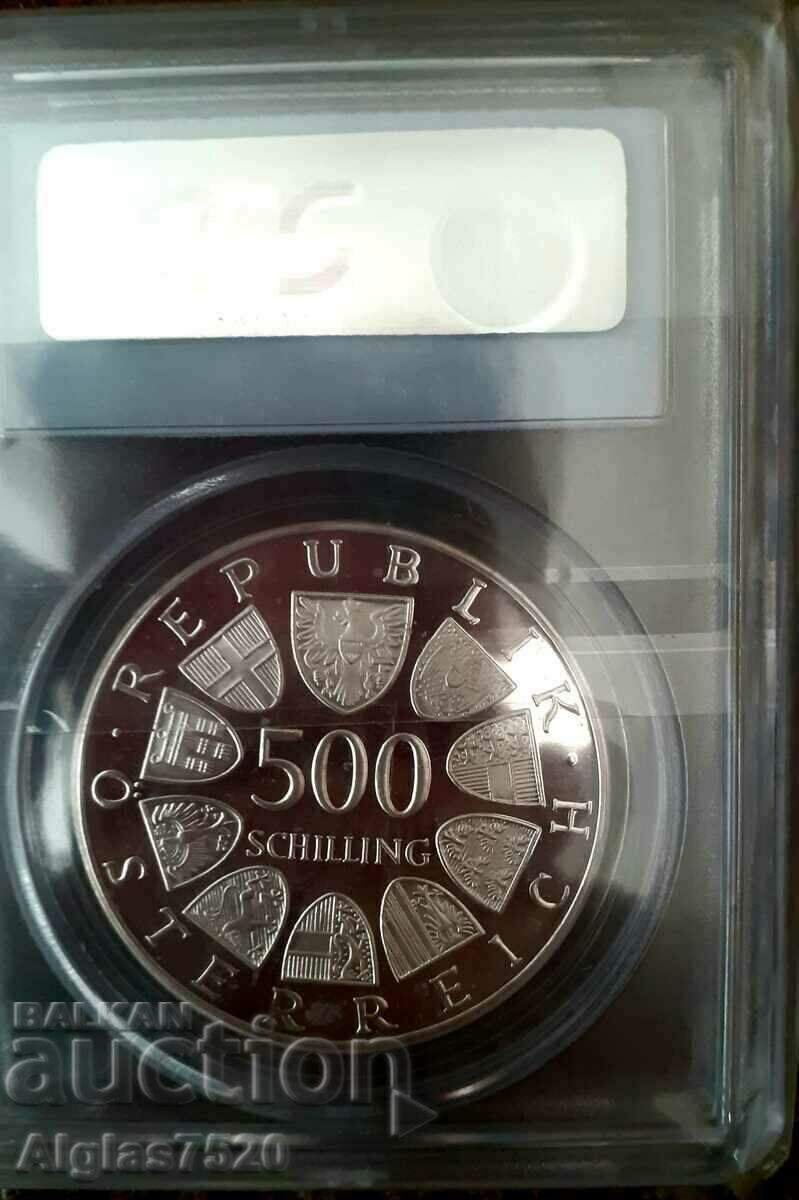 REPUBLIK · ÖSTERREICH ·
500
SCHILLING
BALKAN
auction
Alglas7520